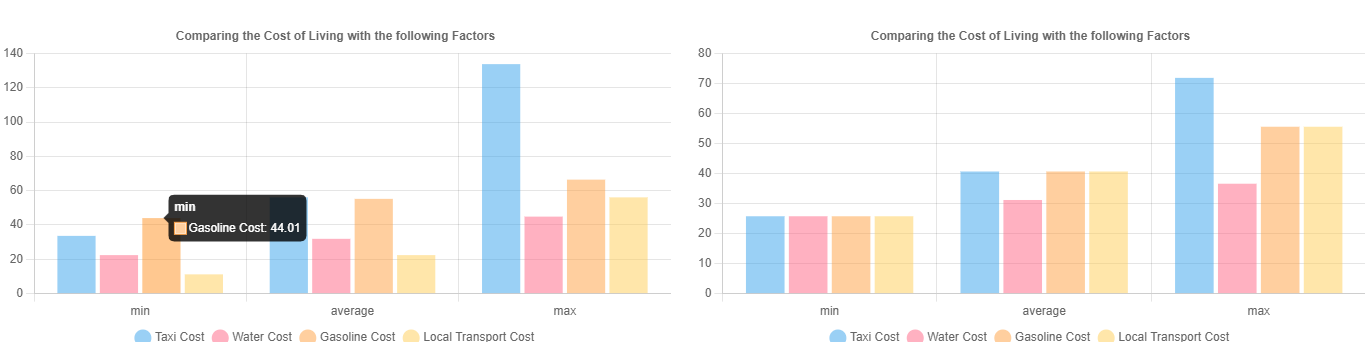 Comparing the Cost of Living with the following Factors
140
120
100
80
60
40
20
0
min
Gasoline Cost: 44.01
min average max
Taxi Cost Water Cost Gasoline Cost Local Transport Cost
Comparing the Cost of Living with the following Factors
80
70
60
50
40
30
20
10
0
min average max
Taxi Cost Water Cost Gasoline Cost Local Transport Cost